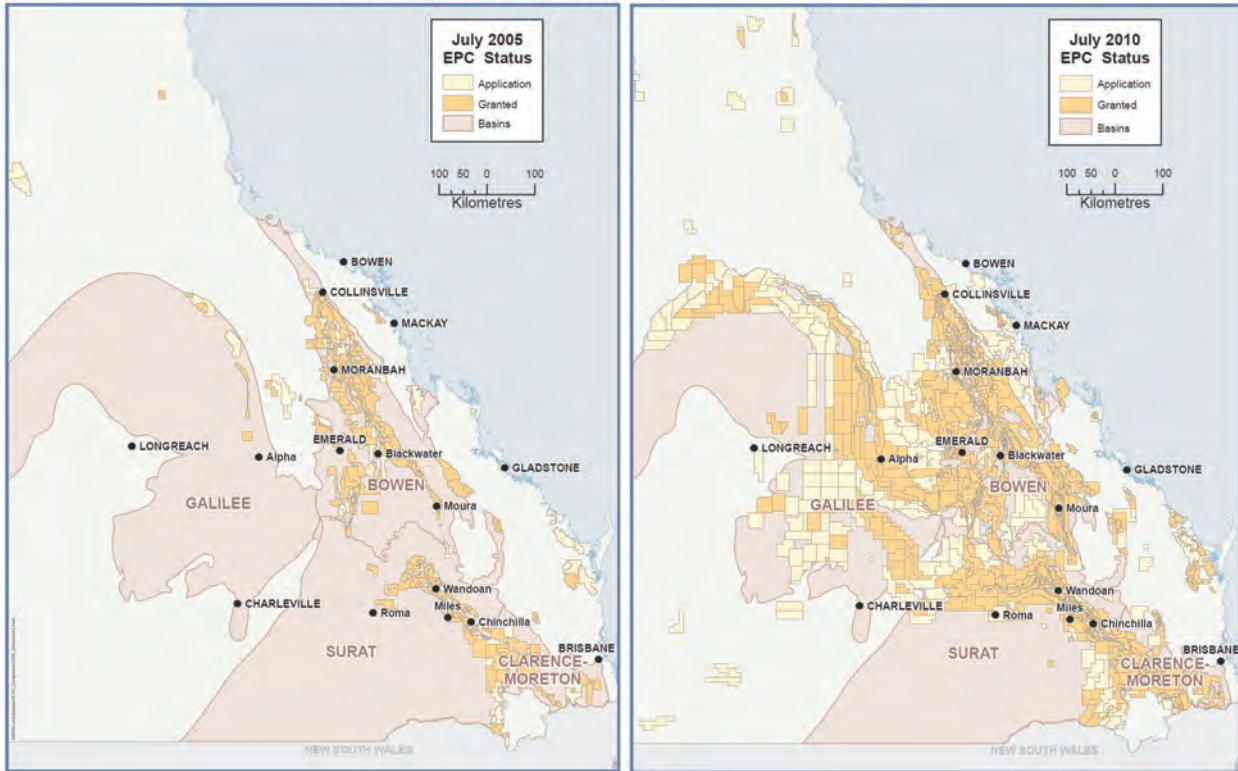 July 2005
EPC Status
Application
Granted
Basins
100 50 0 100
Kilometres
BOWEN
COLLINSVILLE
MACKAY
MORANBAH
LONGREACH
Alpha
EMERALD
Blackwater
GLADSTONE
BOWEN
GALILEE
Moura
Wandoan
CHARLEVILLE
Roma
Miles
Chinchilla
BRISBANE
SURAT
CLARENCE-
MORETON
NEW SOUTH WALES
July 2010
EPC Status
Application
Granted
Basins
100 50 0 100
Kilometres
BOWEN
COLLINSVILLE
MACKAY
MORANBAH
LONGREACH
Alpha
EMERALD
Blackwater
GLADSTONE
BOWEN
GALILEE
Moura
Wandoan
CHARLEVILLE
Roma
Miles
Chinchilla
BRISBANE
SURAT
CLARENCE-
MORETON
NEW SOUTH WALES